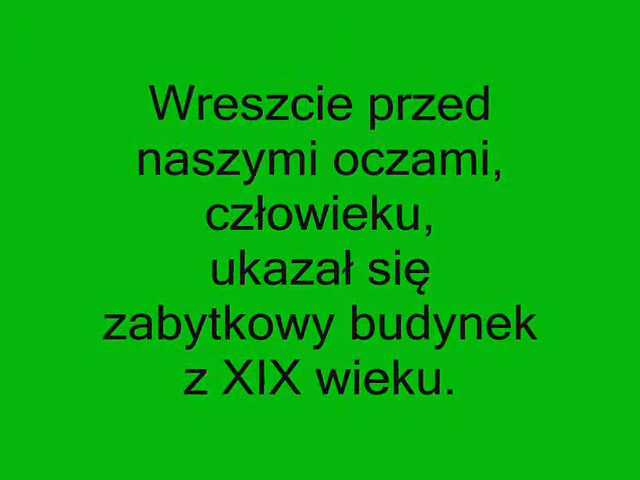 Wreszcie przed
naszymi oczami,
człowieku,
ukazał się
zabytkowy budynek
z XIX wieku.